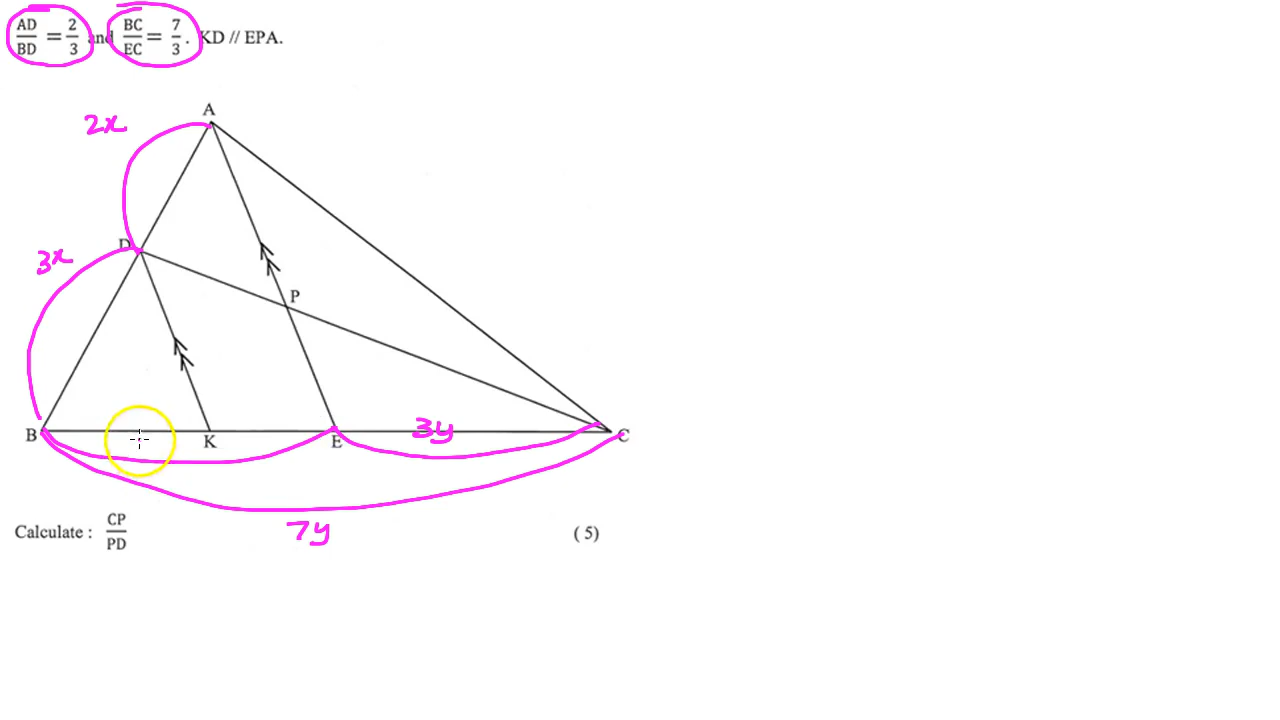 AD/BD = 2/3 and BC/EC = 7/3 . KD // EPA.
A
2x
D
3x
P
B
K
E
3y
C
7y
Calculate : CP/PD
( 5)